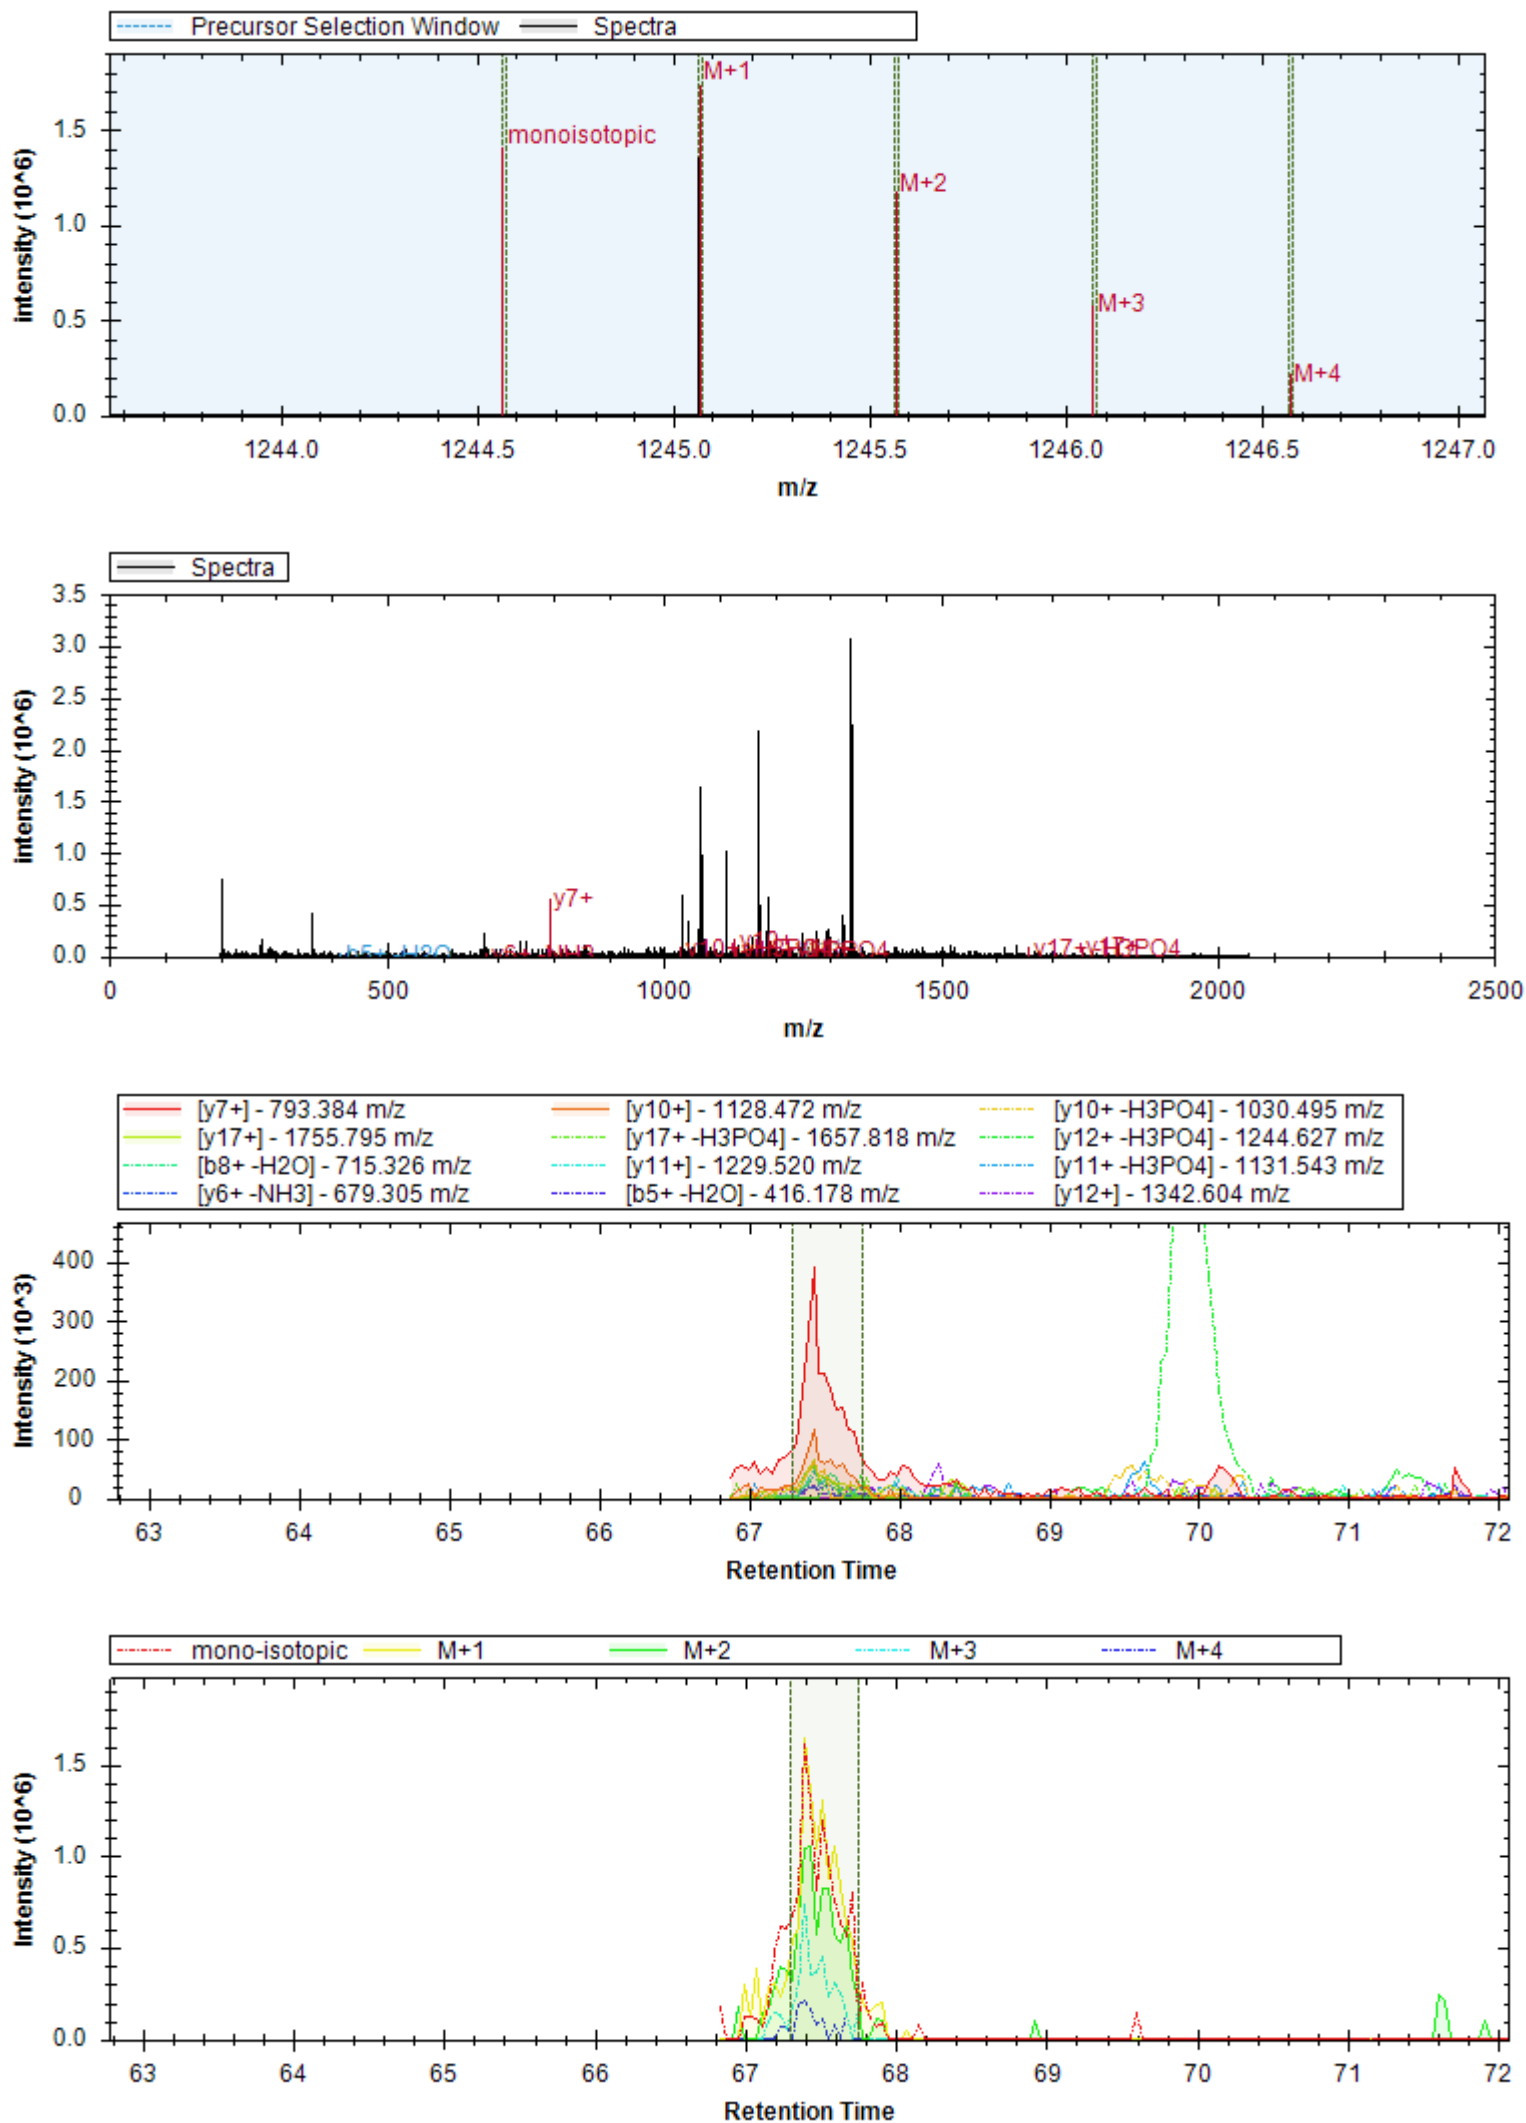 Precursor Selection Window Spectra
M+1
monoisotopic
M+2
M+3
M+4
intensity (10^6)
1.5
1.0
0.5
0.0
1244.0 1244.5 1245.0 1245.5 1246.0 1246.5 1247.0
m/z
Spectra
intensity (10^6)
3.5
3.0
2.5
2.0
1.5
1.0
0.5
0.0
y7+
0 500 1000 1500 2000 2500
m/z
[y7+] - 793.384 m/z [y10+] - 1128.472 m/z [y10+ -H3PO4] - 1030.495 m/z
[y17+] - 1755.795 m/z [y17+ -H3PO4] - 1657.818 m/z [y12+ -H3PO4] - 1244.627 m/z
[b8+ -H2O] - 715.326 m/z [y11+] - 1229.520 m/z [y11+ -H3PO4] - 1131.543 m/z
[y6+ -NH3] - 679.305 m/z [b5+ -H2O] - 416.178 m/z [y12+] - 1342.604 m/z
Intensity (10^3)
400
300
200
100
0
63 64 65 66 67 68 69 70 71 72
Retention Time
mono-isotopic M+1 M+2 M+3 M+4
Intensity (10^6)
1.5
1.0
0.5
0.0
63 64 65 66 67 68 69 70 71 72
Retention Time